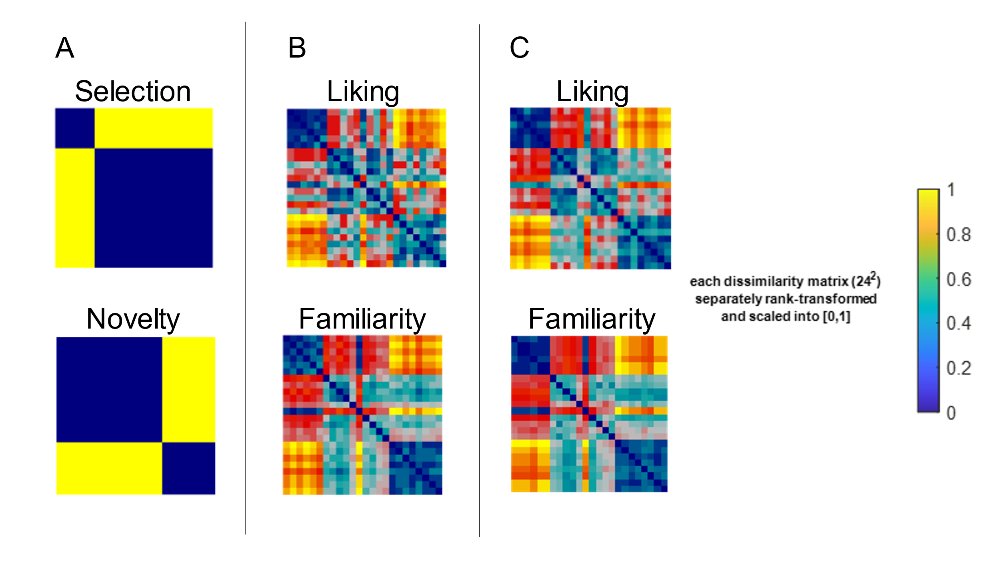 A
B
C
Selection
Liking
Liking
Novelty
Familiarity
Familiarity
each dissimilarity matrix (24²)
separately rank-transformed
and scaled into [0,1]
1
0.8
0.6
0.4
0.2
0